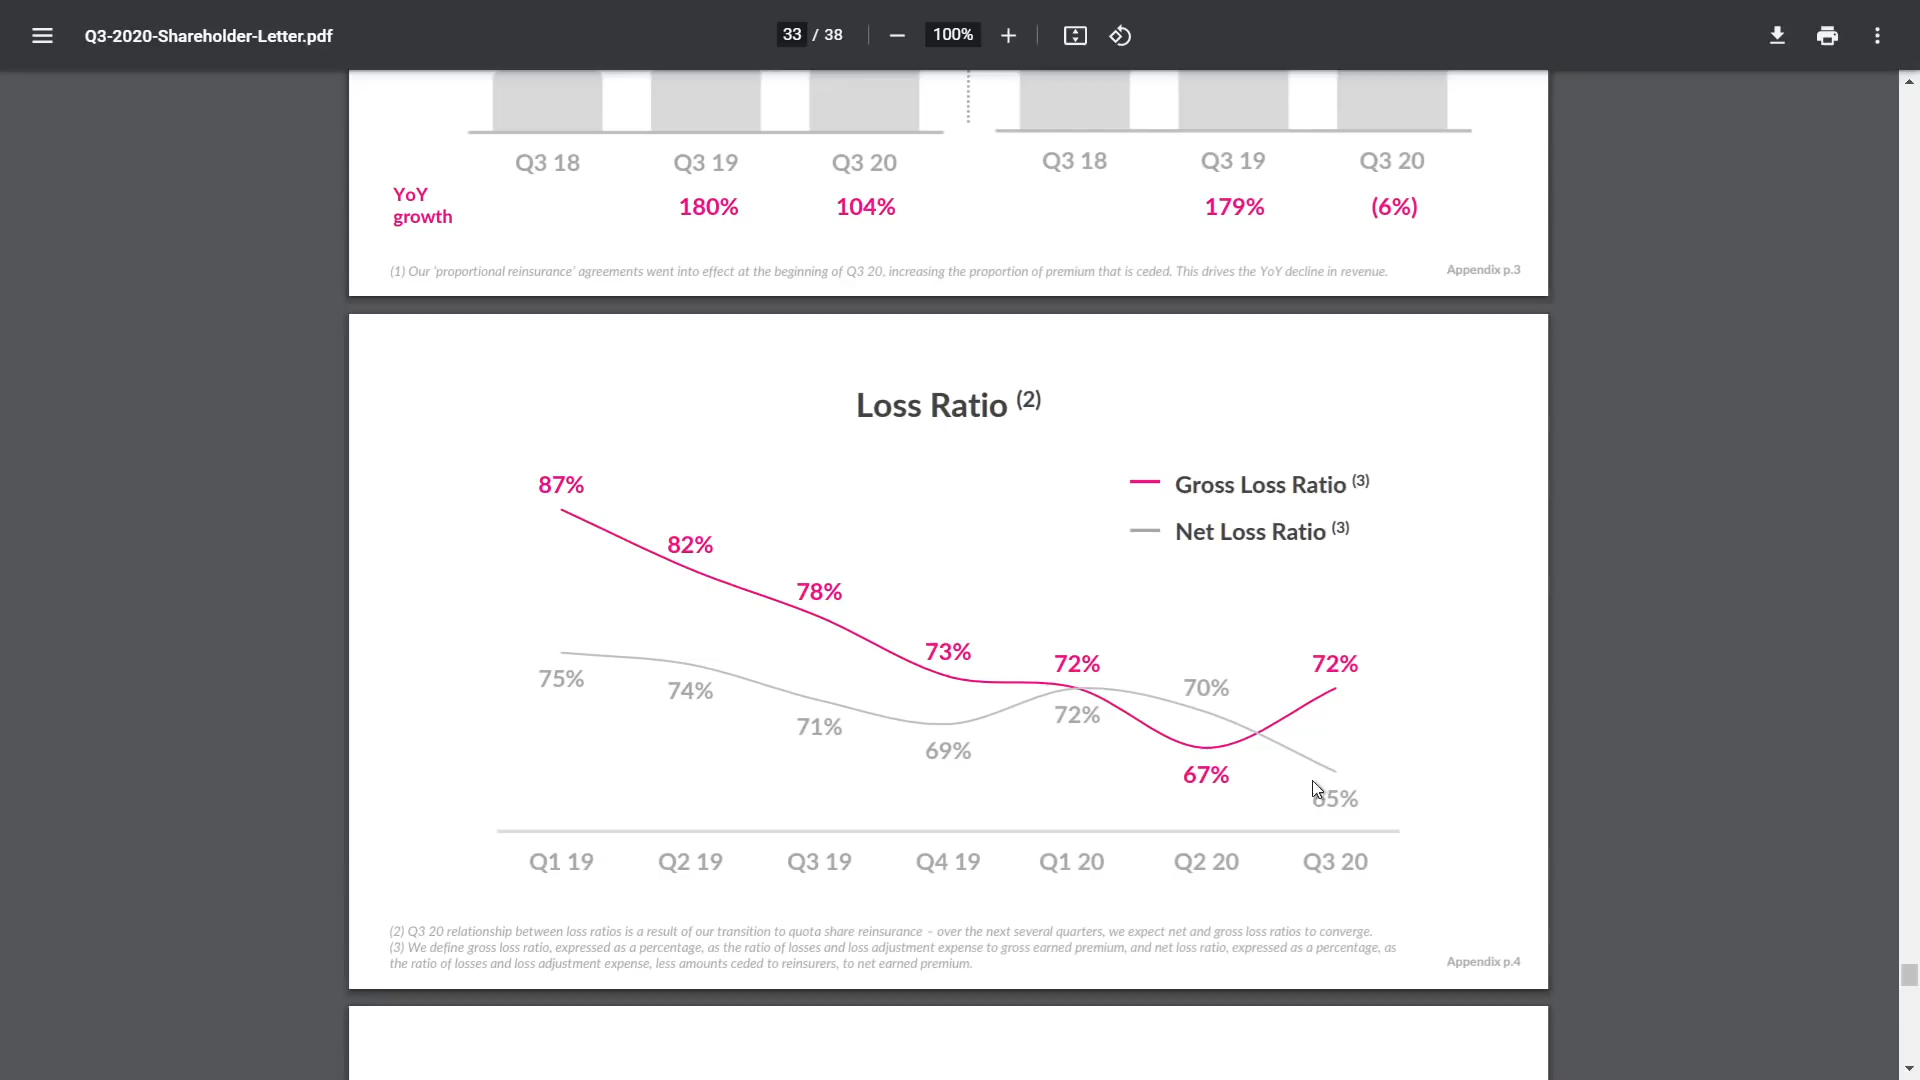 Q3-2020-Shareholder-Letter.pdf
33 / 38
100%
Q3 18 Q3 19 Q3 20 Q3 18 Q3 19 Q3 20
YoY
growth
180% 104% 179% (6%)
(1) Our 'proportional reinsurance' agreements went into effect at the beginning of Q3 20, increasing the proportion of premium that is ceded. This drives the YoY decline in revenue.
Appendix p.3
Loss Ratio (2)
Gross Loss Ratio (3)
Net Loss Ratio (3)
87%
82%
78%
73%
72%
67%
72%
75%
74%
71%
69%
72%
70%
65%
Q1 19 Q2 19 Q3 19 Q4 19 Q1 20 Q2 20 Q3 20
(2) Q3 20 relationship between loss ratios is a result of our transition to quota share reinsurance – over the next several quarters, we expect net and gross loss ratios to converge.
(3) We define gross loss ratio, expressed as a percentage, as the ratio of losses and loss adjustment expense to gross earned premium, and net loss ratio, expressed as a percentage, as
the ratio of losses and loss adjustment expense, less amounts ceded to reinsurers, to net earned premium.
Appendix p.4